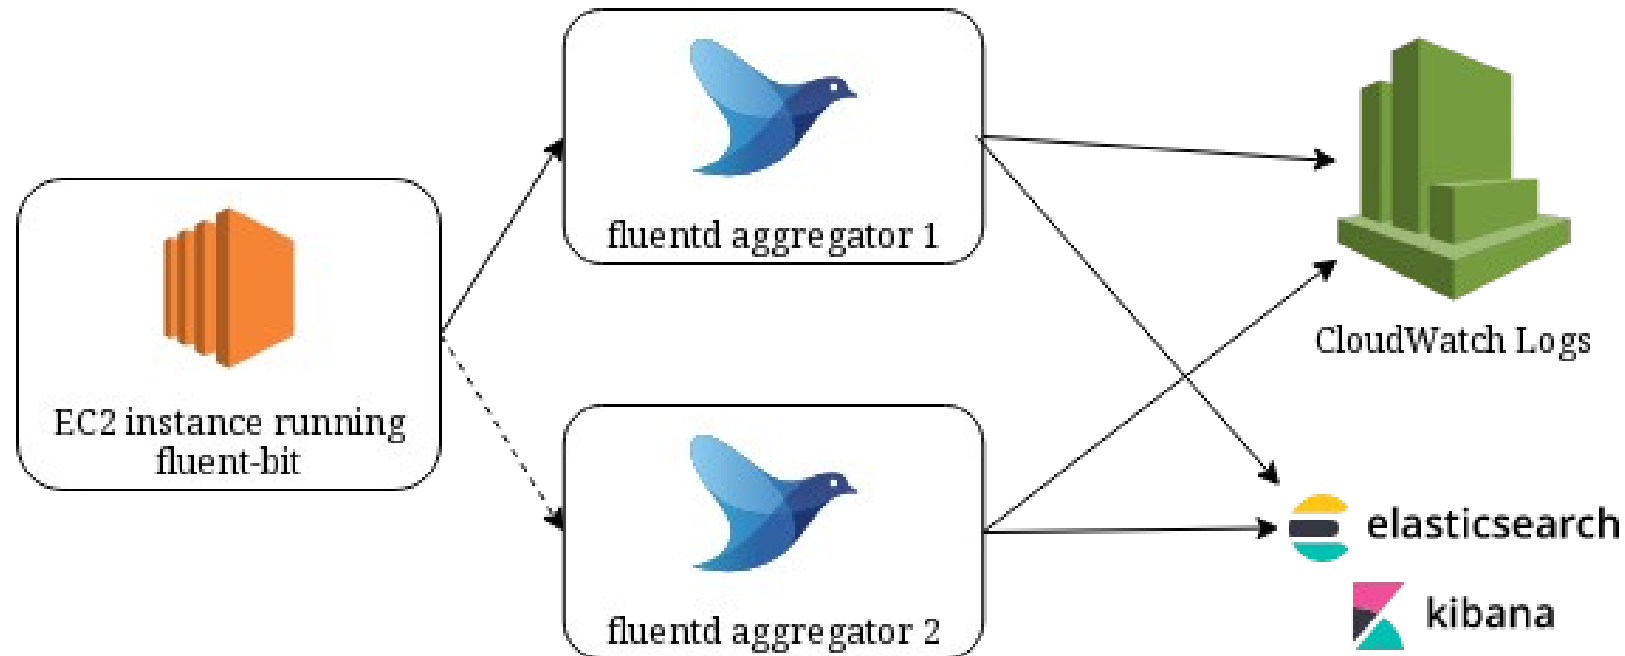 fluentd aggregator 1
EC2 instance running
fluent-bit
fluentd aggregator 2
CloudWatch Logs
elasticsearch
kibana